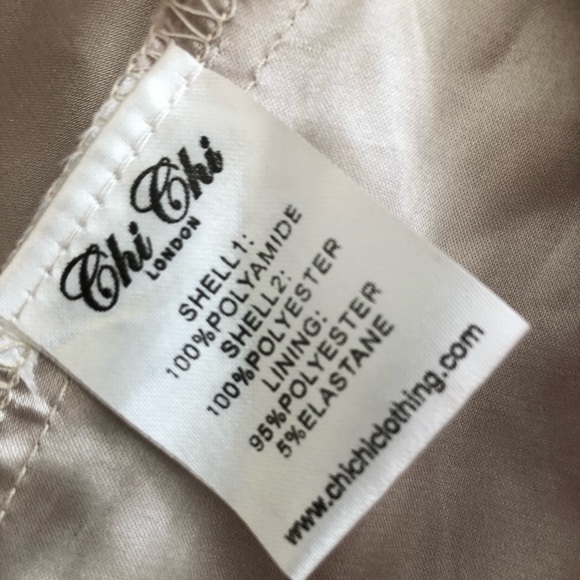 Chi Chi
LONDON
SHELL1:
100%POLYAMIDE
SHELL2:
100%POLYESTER
LINING:
95%POLYESTER
5%ELASTANE
www.chichiclothing.com